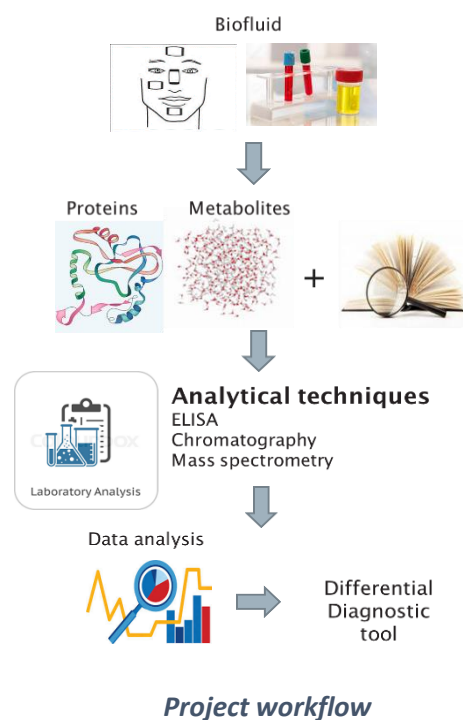 Biofluid
Proteins
Metabolites
+
Analytical techniques
ELISA
Chromatography
Mass spectrometry
Laboratory Analysis
Data analysis
Differential
Diagnostic
tool
Project workflow